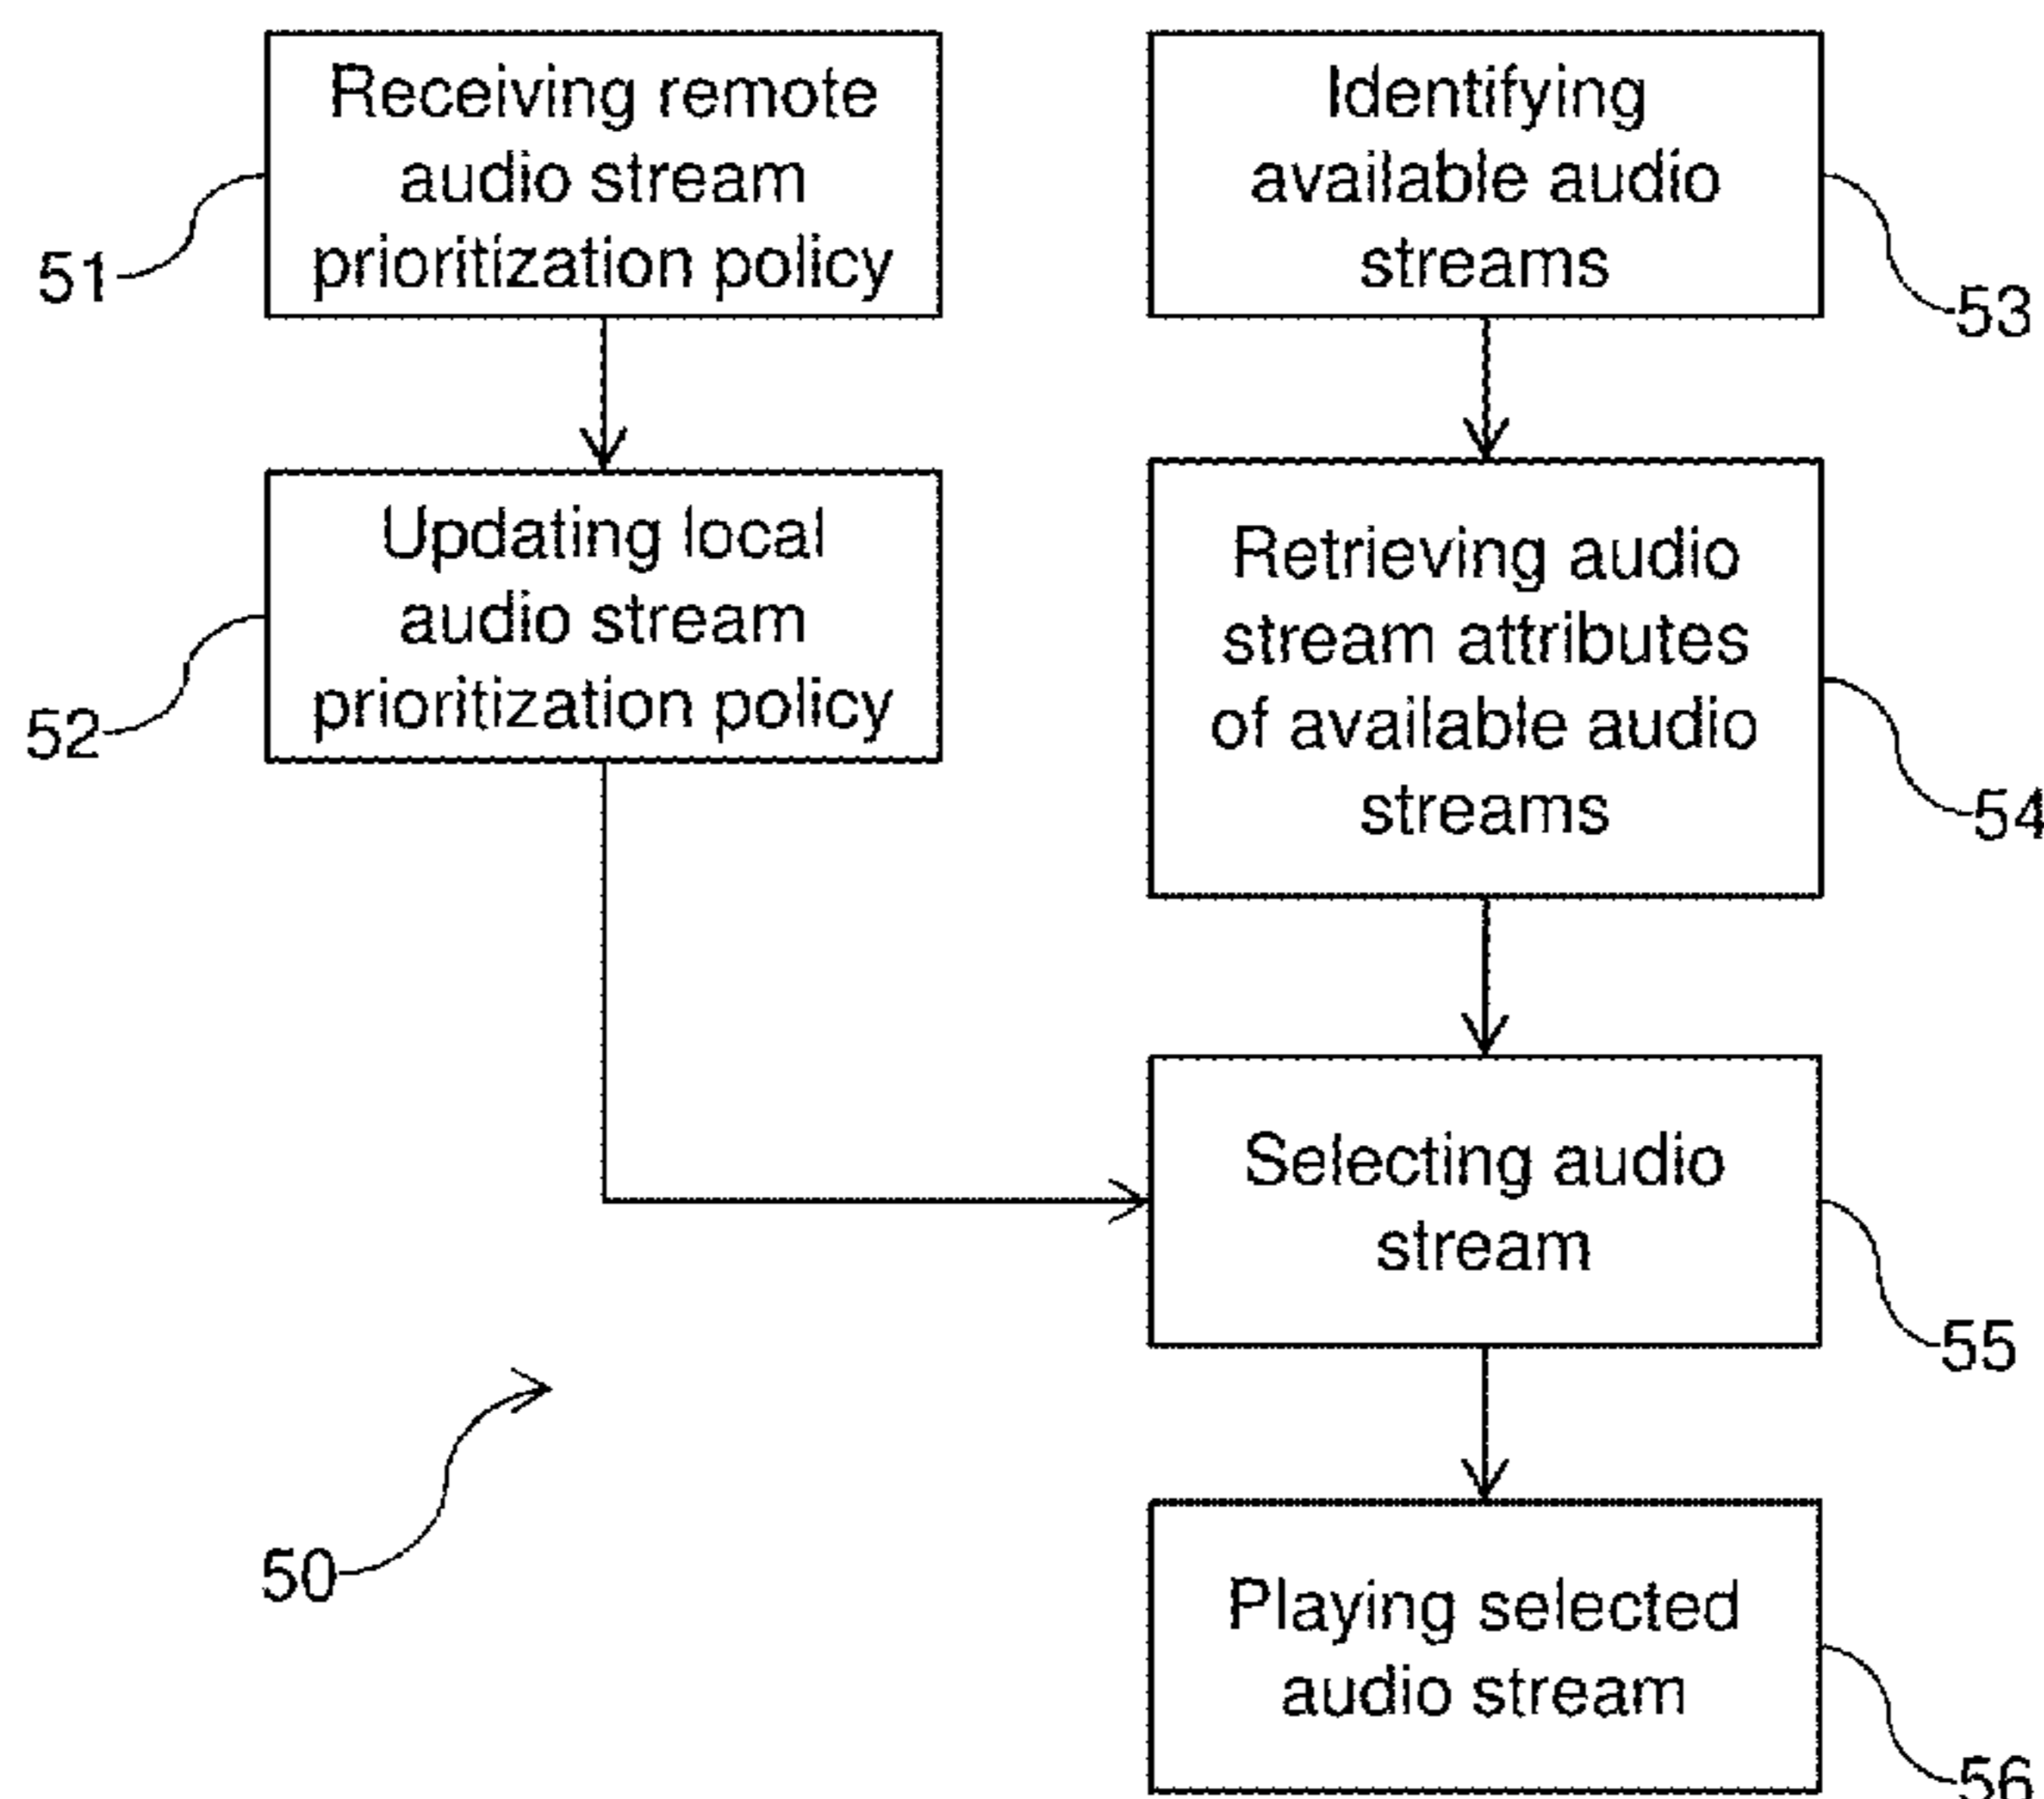 Receiving remote
audio stream
prioritization policy
51
Updating local
audio stream
prioritization policy
52
Identifying
available audio
streams
53
Retrieving audio
stream attributes
of available audio
streams
54
Selecting audio
stream
55
50
Playing selected
audio stream
56